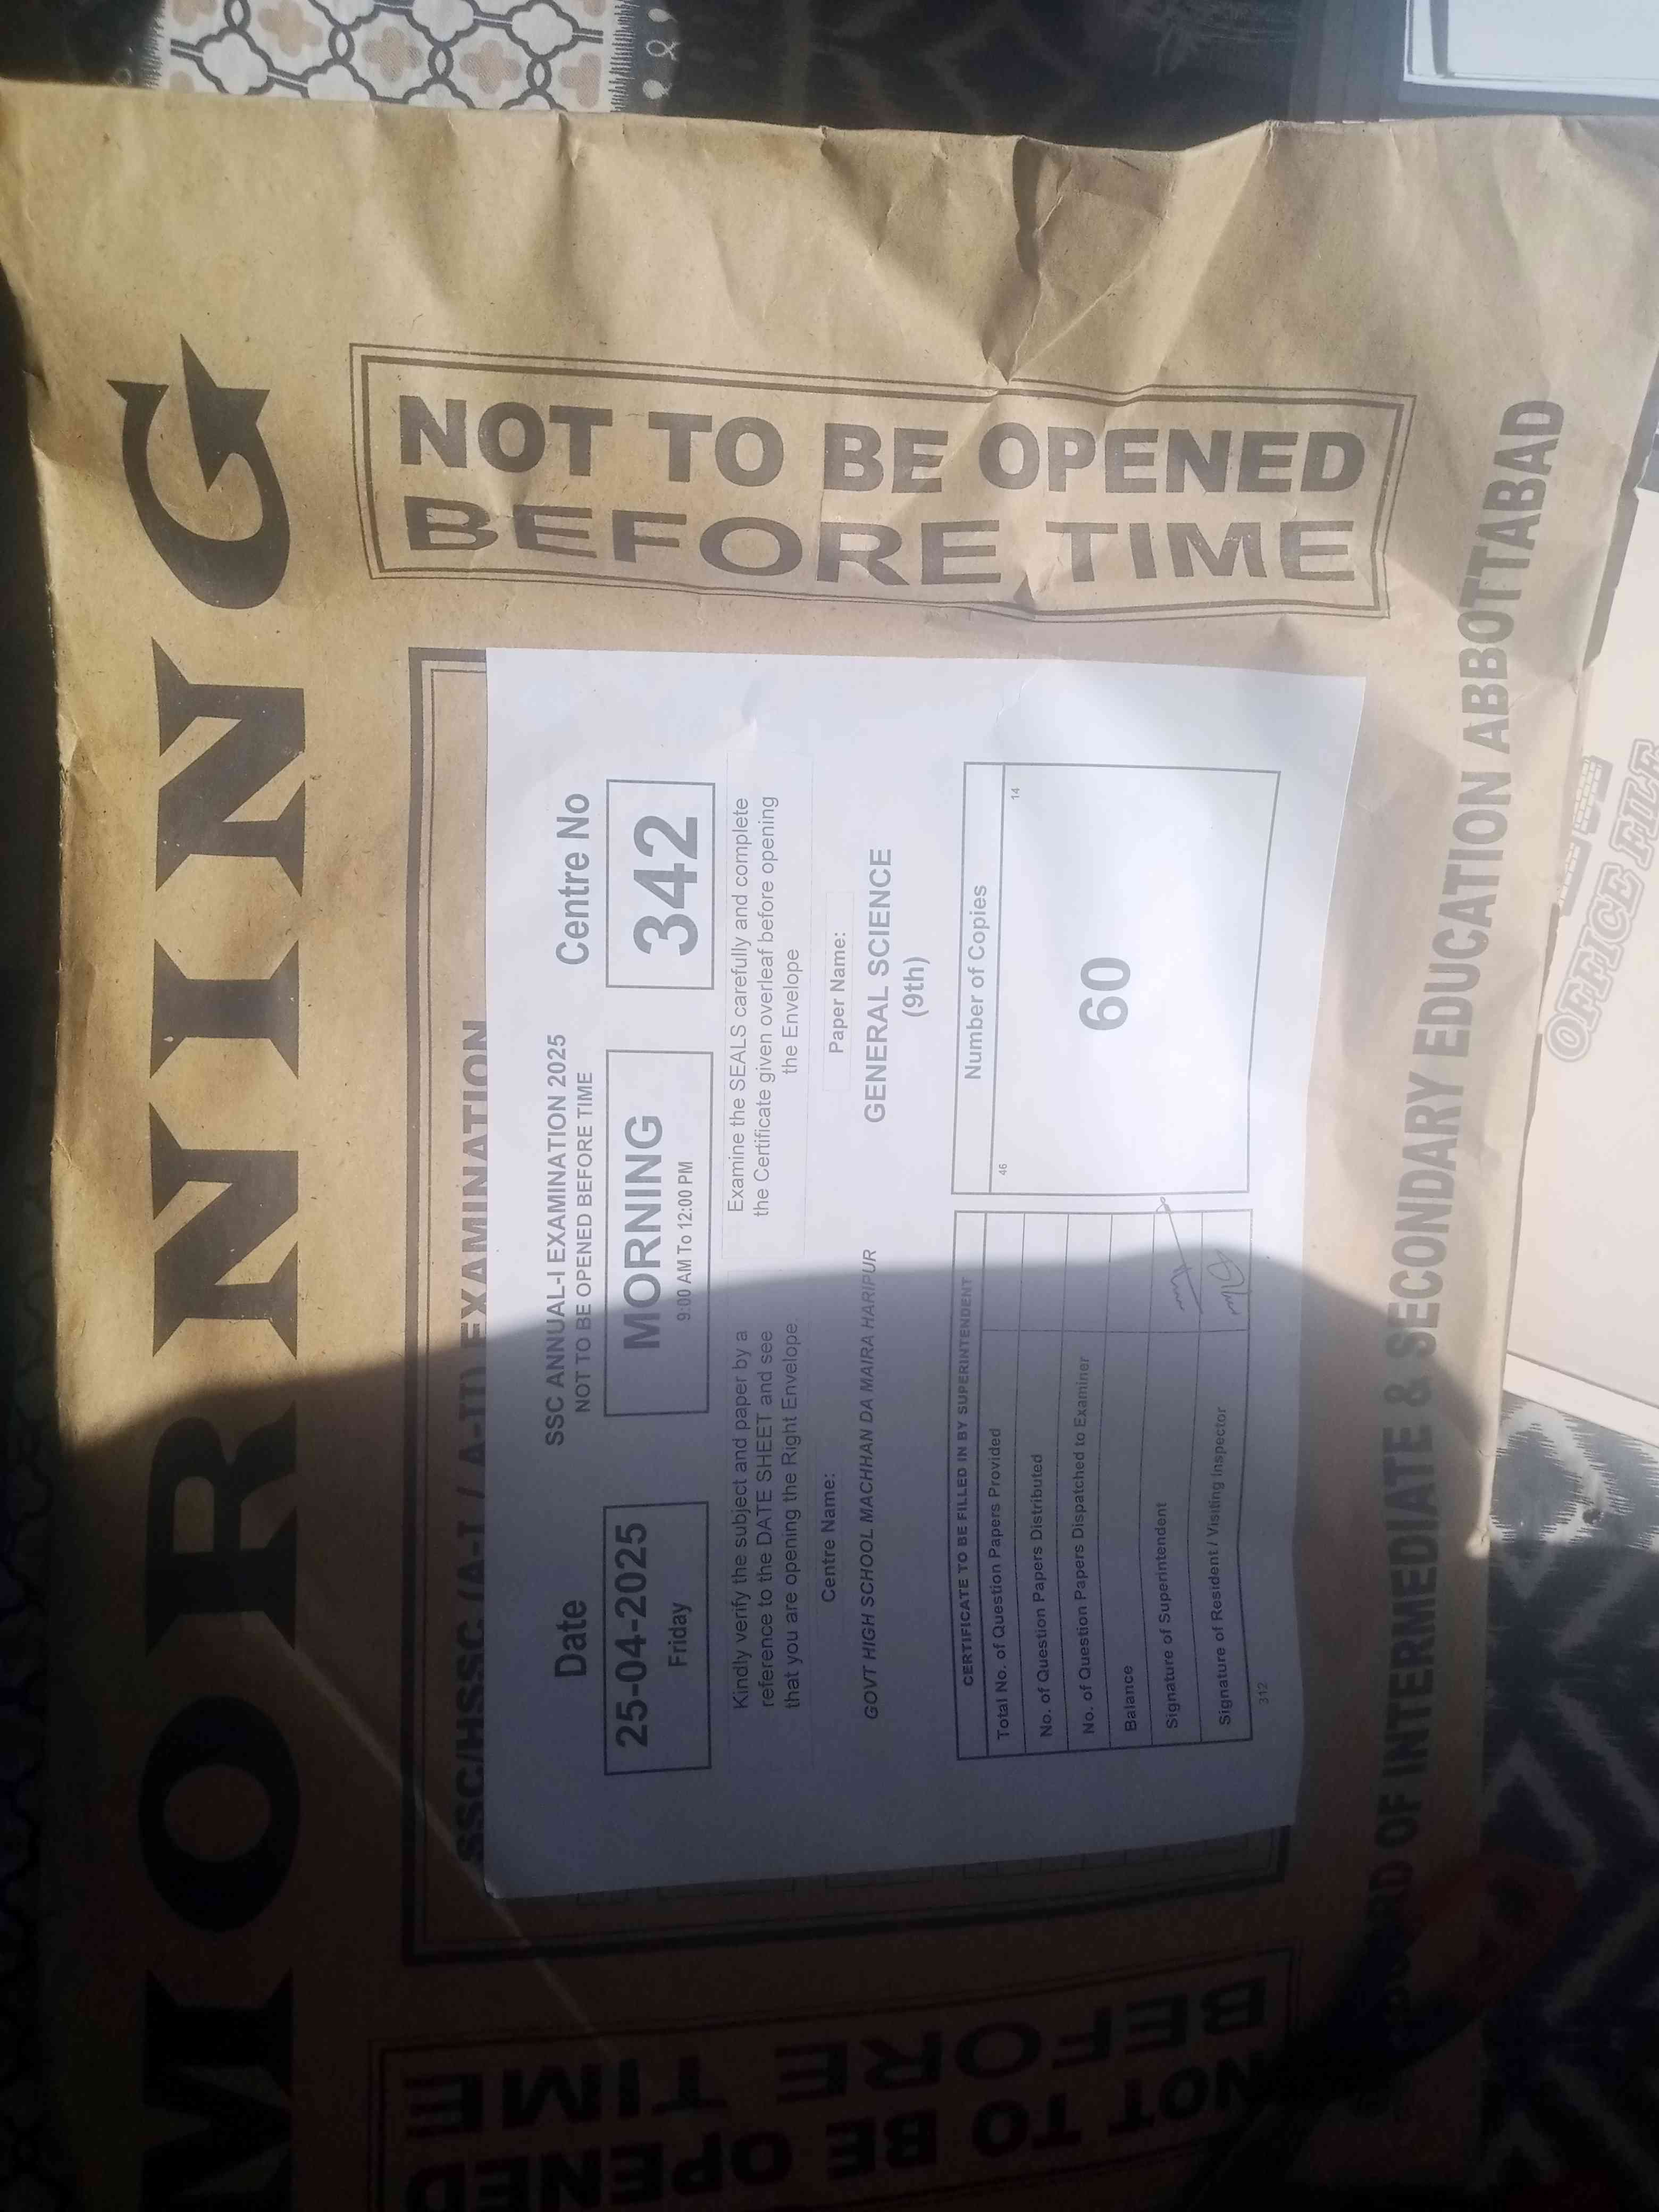 MORNING
NOT TO BE OPENED
BEFORE TIME
SSC/HSSC (A-I / A-II) EXAMINATION
SSC ANNUAL-I EXAMINATION 2025
NOT TO BE OPENED BEFORE TIME
Date
25-04-2025
Friday
MORNING
9:00 AM To 12:00 PM
Centre No
342
Kindly verify the subject and paper by a
reference to the DATE SHEET and see
that you are opening the Right Envelope.
Examine the SEALS carefully and complete
the Certificate given overleaf before opening
the Envelope
Centre Name:
GOVT HIGH SCHOOL MACHHAN DA MAIRA HARIPUR
Paper Name:
GENERAL SCIENCE
(9th)
CERTIFICATE TO BE FILLED IN BY SUPERINTENDENT
Total No. of Question Papers Provided
No. of Question Papers Distributed
No. of Question Papers Dispatched to Examiner
Balance
Signature of Superintendent
Signature of Resident / Visiting Inspector
312
Number of Copies
46
14
60
NOT TO BE OPENED
BEFORE TIME
BOARD OF INTERMEDIATE & SECONDARY EDUCATION ABBOTTABAD
OFFICE FILE